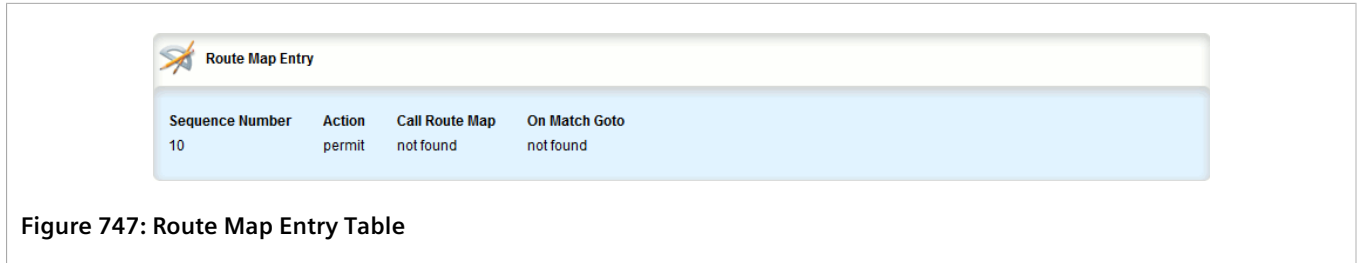 Route Map Entry
Sequence Number Action Call Route Map On Match Goto
10 permit not found not found
Figure 747: Route Map Entry Table